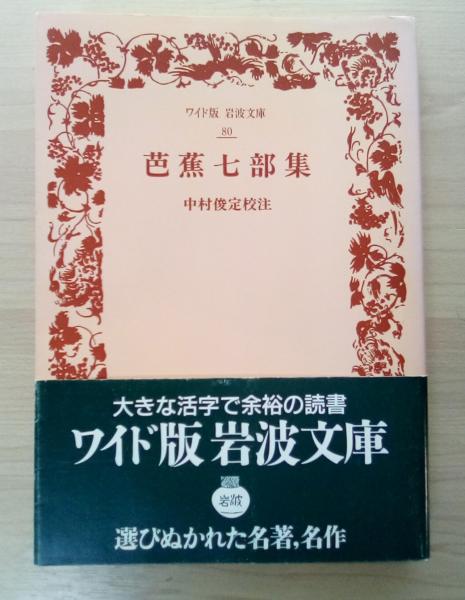 ワイド版 岩波文庫
80
芭蕉七部集
中村俊定校注
大きな活字で余裕の読書
ワイド版 岩波文庫
岩波
選びぬかれた名著,名作